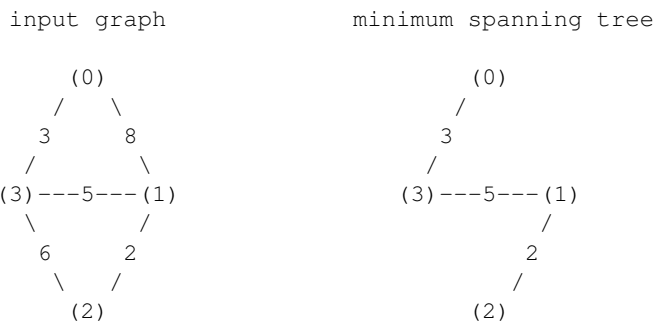 input graph                 minimum spanning tree
      (0)                                (0)
     /   \                              /
    3     8                            3
   /       \                          /
(3)---5---(1)                      (3)---5---(1)
   \       /                                 /
    6     2                                 2
     \   /                                 /
      (2)                                (2)